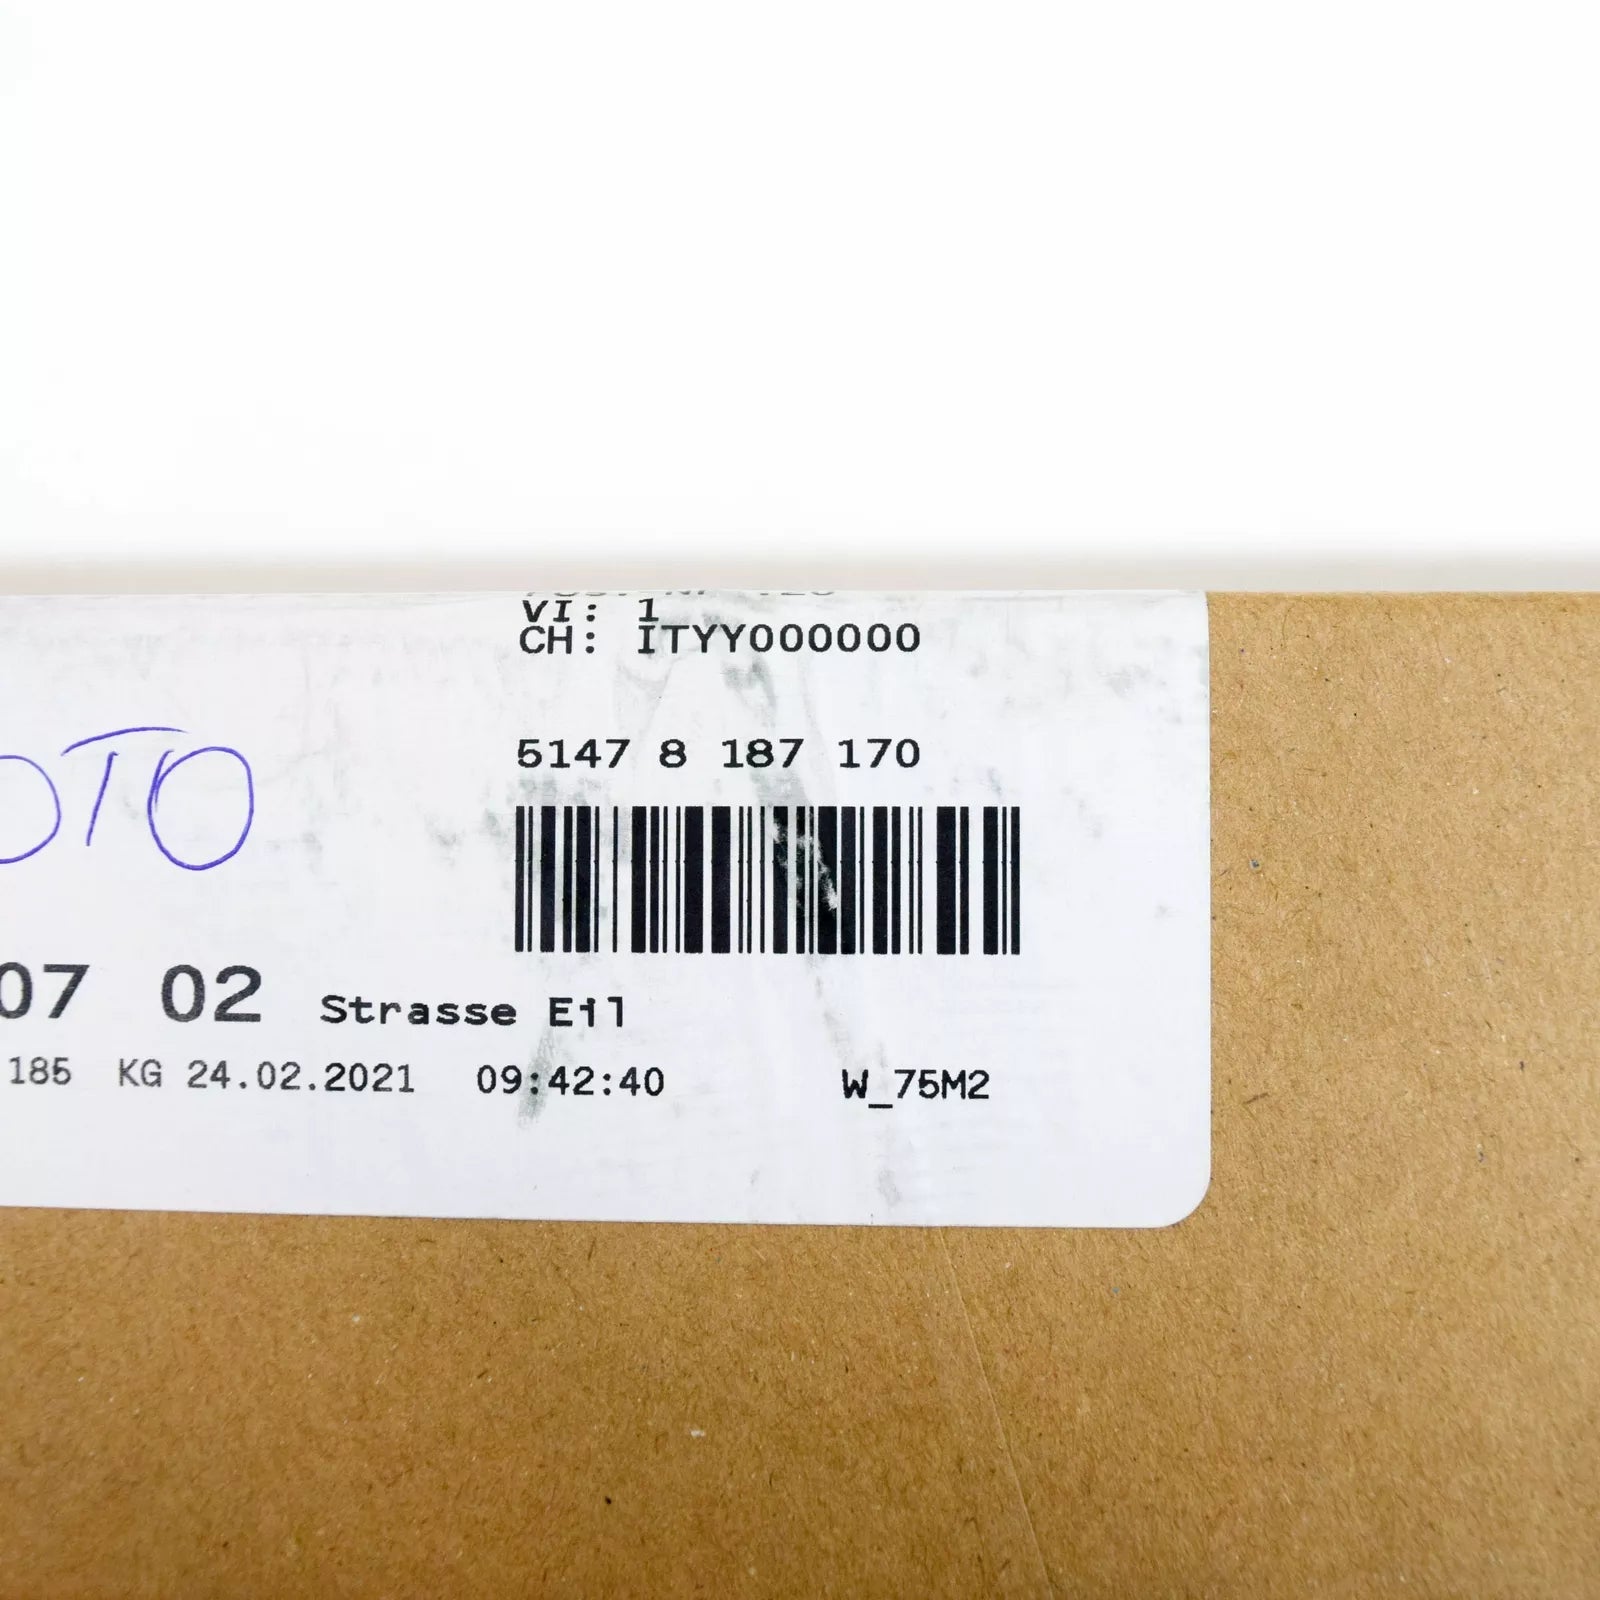 VI: 1
CH: ITYY000000
5147 8 187 170
OTO
07 02 Strasse Eil
185 KG 24.02.2021 09:42:40 W_75M2